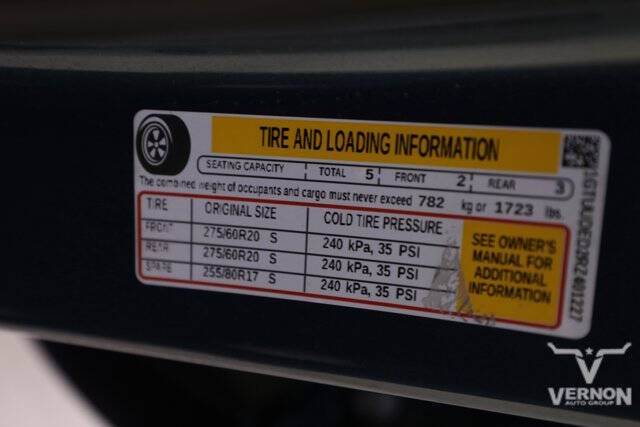 TIRE AND LOADING INFORMATION
SEATING CAPACITY TOTAL 5 FRONT 2 REAR 3
The combined weight of occupants and cargo must never exceed 782 kg or 1723 lbs.
TIRE ORIGINAL SIZE COLD TIRE PRESSURE
FRONT 275/60R20 S 240 kPa, 35 PSI
REAR 275/60R20 S 240 kPa, 35 PSI
SPARE 255/80R17 S 240 kPa, 35 PSI
SEE OWNER'S
MANUAL FOR
ADDITIONAL
INFORMATION
VERNON
AUTO GROUP